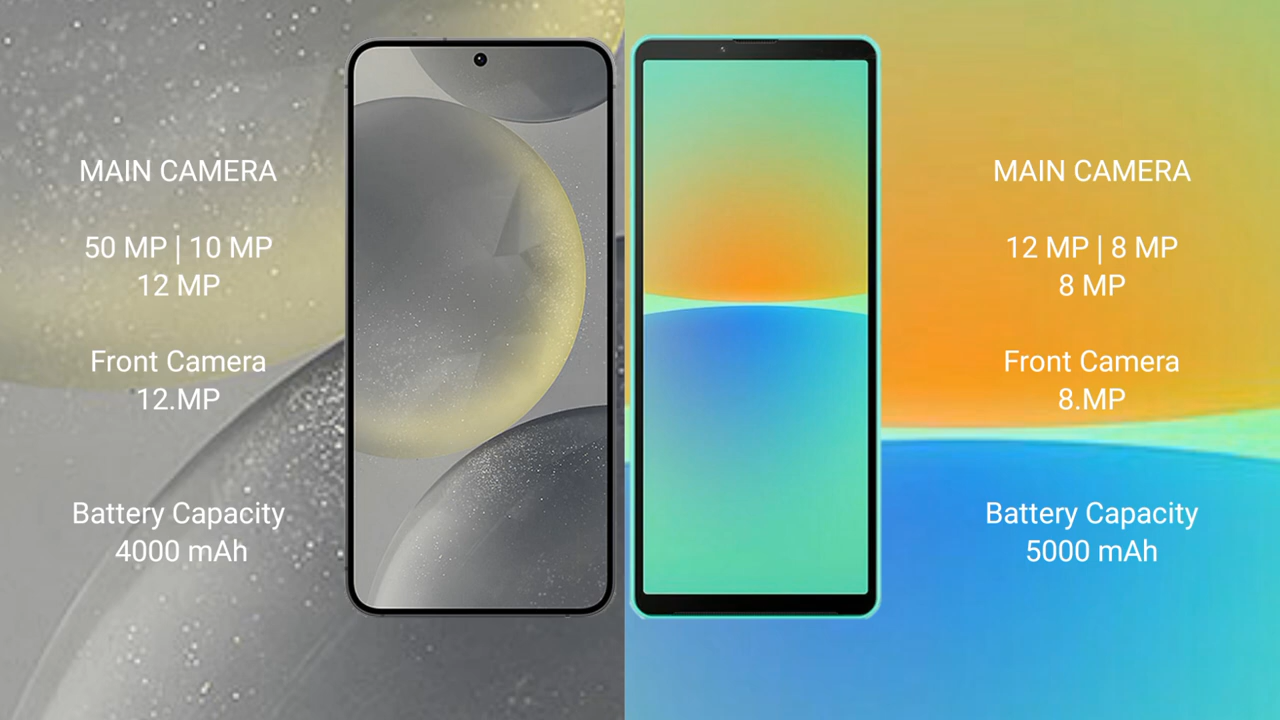 MAIN CAMERA
50 MP | 10 MP
12 MP
Front Camera
12.MP
Battery Capacity
4000 mAh
MAIN CAMERA
12 MP | 8 MP
8 MP
Front Camera
8.MP
Battery Capacity
5000 mAh